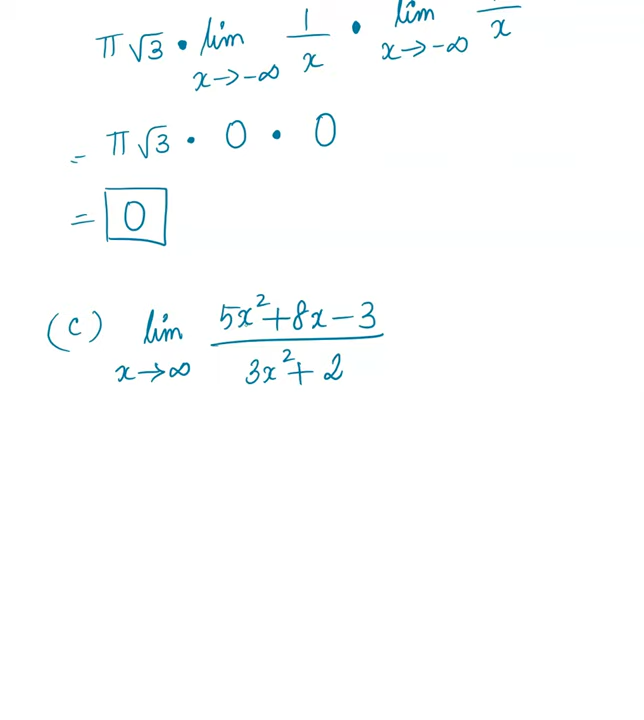 π√3 • lim x→-∞ 1/x • lim x→-∞ /x
= π√3 • 0 • 0
= 0
(c) lim x→∞ (5x²+8x-3)/(3x²+2)